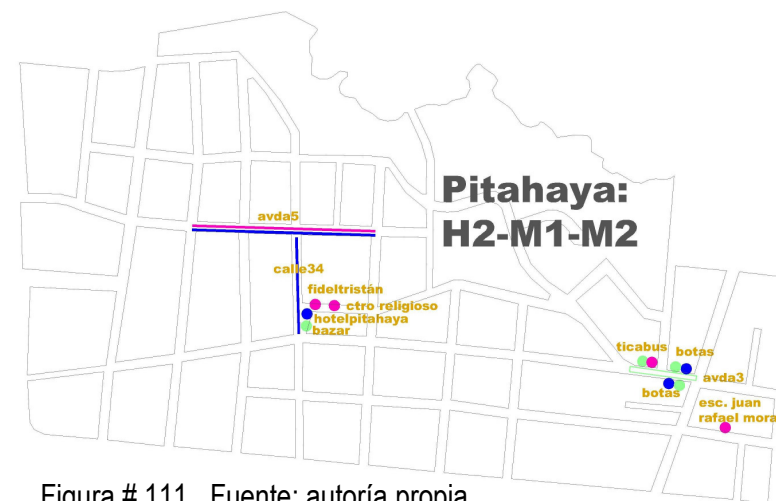 Pitahaya:
H2-M1-M2
avda5
calle34
fideltristán
ctro religioso
hotelpitahaya
bazar
ticabus
botas
avda3
botas
esc. juan
rafael mora
Figura # 111. Fuente: autoría propia